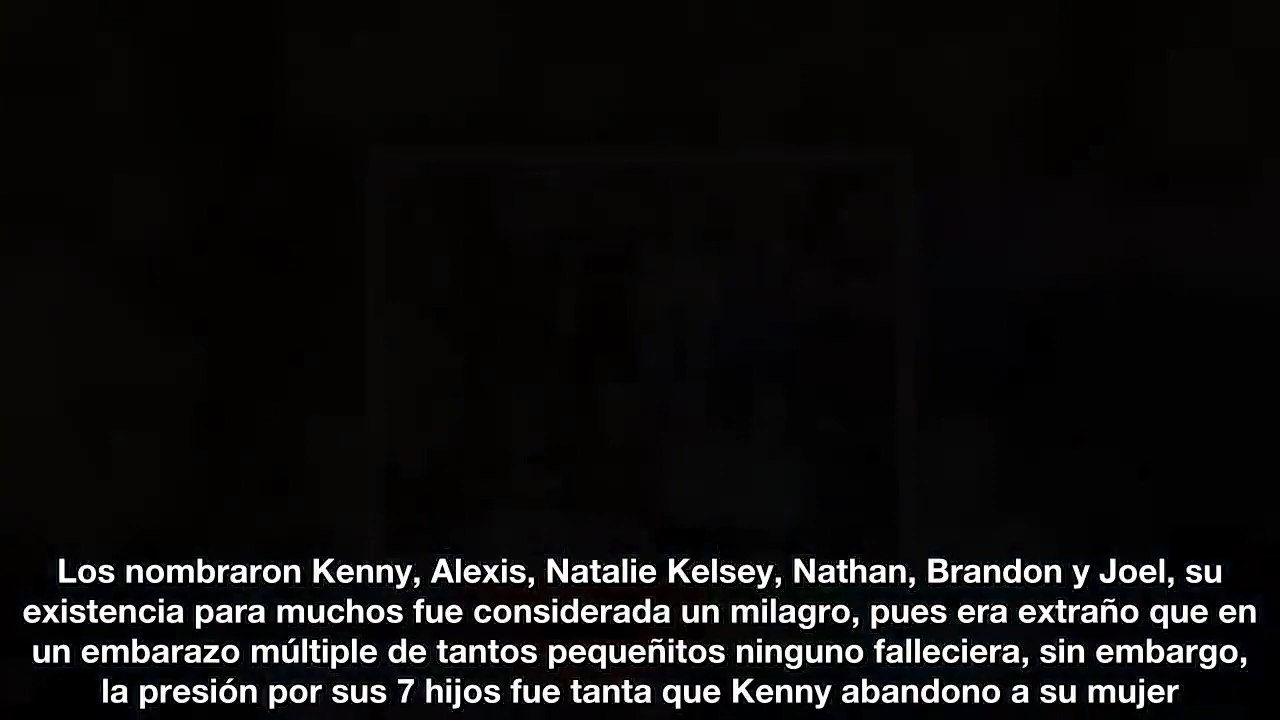 Los nombraron Kenny, Alexis, Natalie Kelsey, Nathan, Brandon y Joel, su
existencia para muchos fue considerada un milagro, pues era extraño que en
un embarazo múltiple de tantos pequeñitos ninguno falleciera, sin embargo,
la presión por sus 7 hijos fue tanta que Kenny abandono a su mujer